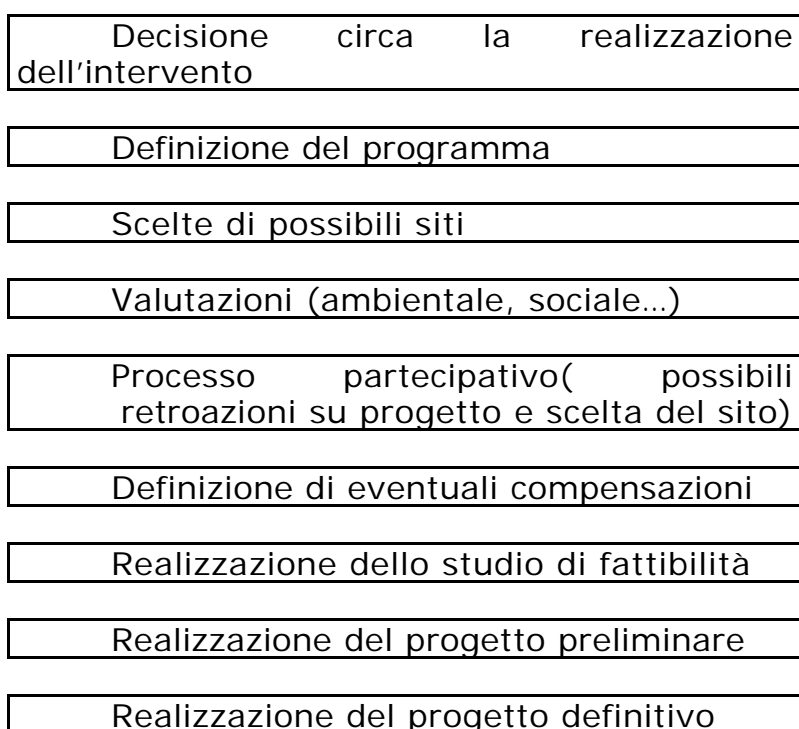 Decisione circa la realizzazione
dell'intervento
Definizione del programma
Scelte di possibili siti
Valutazioni (ambientale, sociale…)
Processo partecipativo( possibili
retroazioni su progetto e scelta del sito)
Definizione di eventuali compensazioni
Realizzazione dello studio di fattibilità
Realizzazione del progetto preliminare
Realizzazione del progetto definitivo